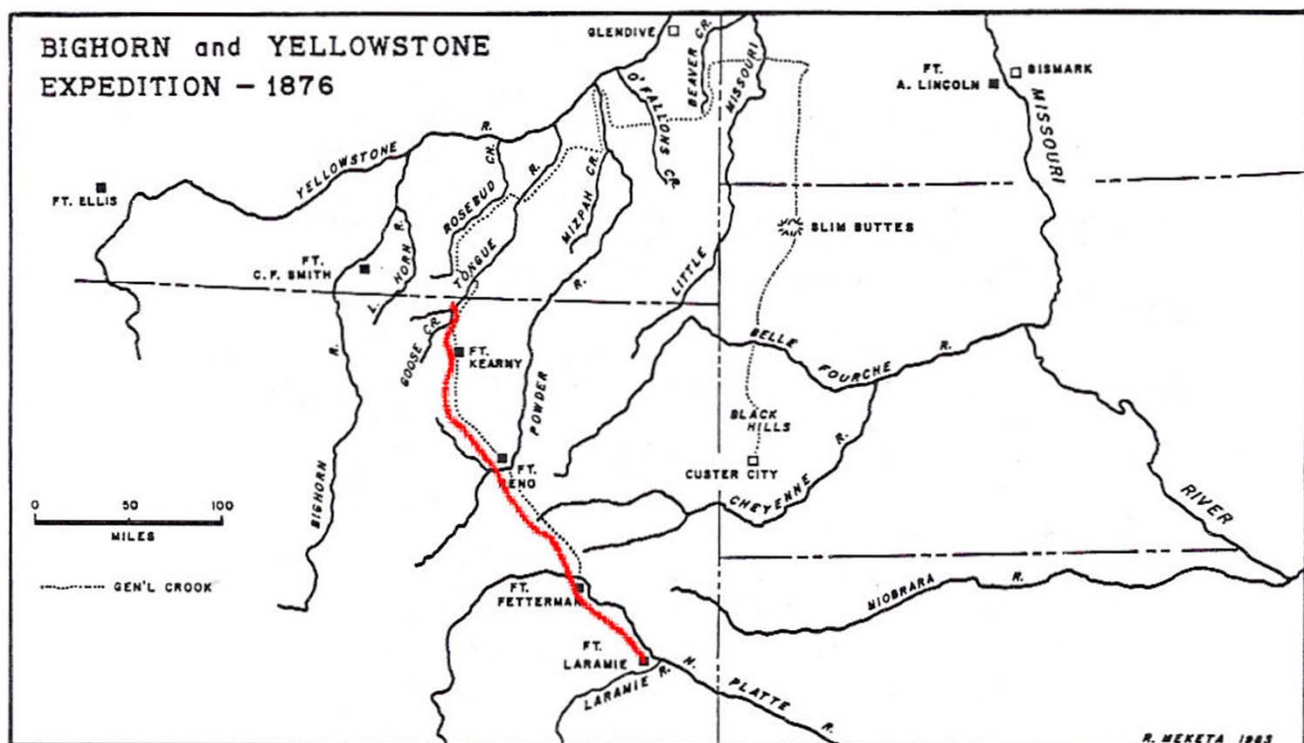 BIGHORN and YELLOWSTONE
EXPEDITION – 1876
GLENDIVE
BEAVER CR.
O'FALLONS CR.
LITTLE MISSOURI
FT.
A. LINCOLN
BISMARK
MISSOURI
RIVER
YELLOWSTONE R.
FT. ELLIS
ROSEBUD CR.
TONGUE R.
MIZPAH CR.
L. HORN R.
FT.
C.F. SMITH
SLIM BUTTES
GOOSE CR.
FT.
KEARNY
POWDER R.
BELLE FOURCHE R.
BLACK
HILLS
CUSTER CITY
CHEYENNE R.
FT.
RENO
BIGHORN R.
0 50 100
MILES
GEN'L CROOK
FT.
FETTERMAN
NIOBRARA R.
FT.
LARAMIE
LARAMIE R.
N. PLATTE R.
R. MEKETA 1983